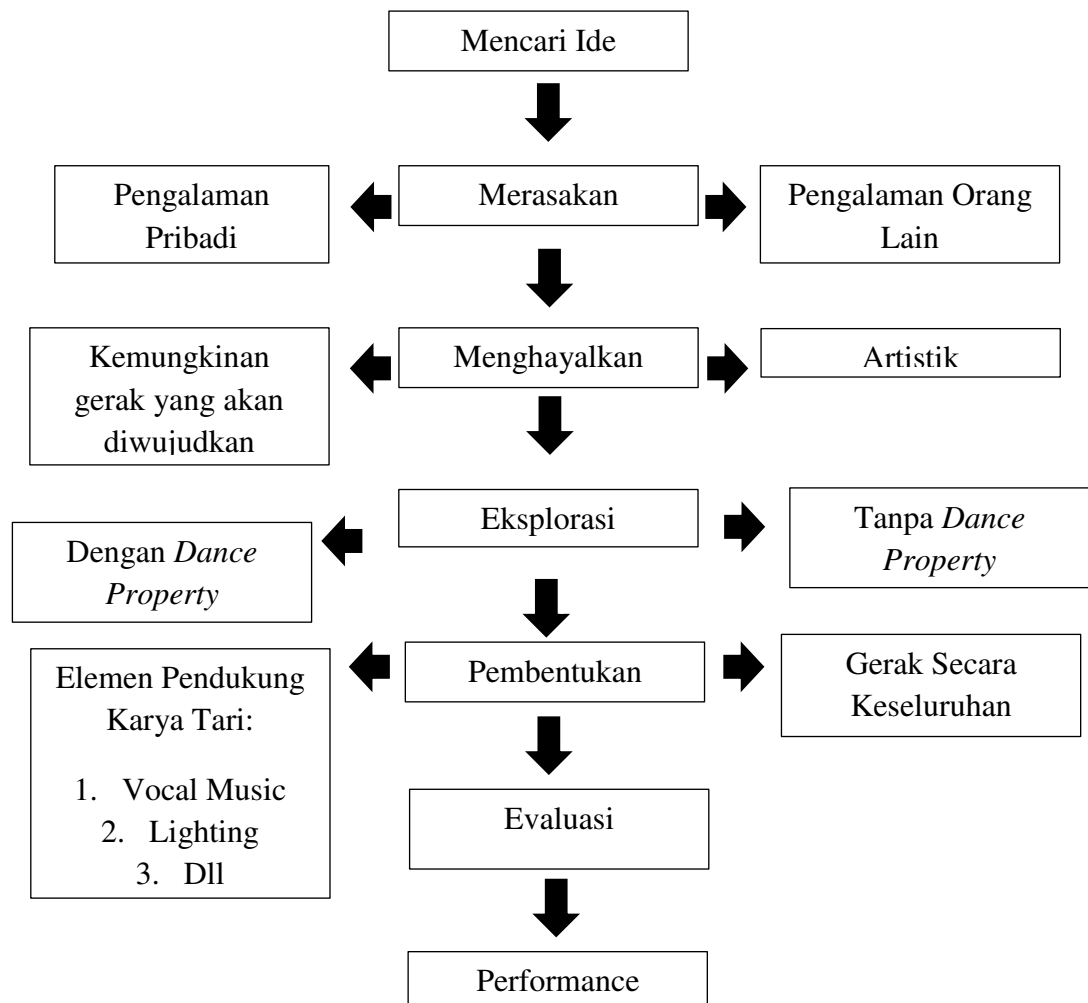 Mencari Ide
Pengalaman
Pribadi
Merasakan
Pengalaman Orang
Lain
Kemungkinan
gerak yang akan
diwujudkan
Menghayalkan
Artistik
Dengan Dance
Property
Eksplorasi
Tanpa Dance
Property
Elemen Pendukung
Karya Tari:
1. Vocal Music
2. Lighting
3. Dll
Pembentukan
Gerak Secara
Keseluruhan
Evaluasi
Performance